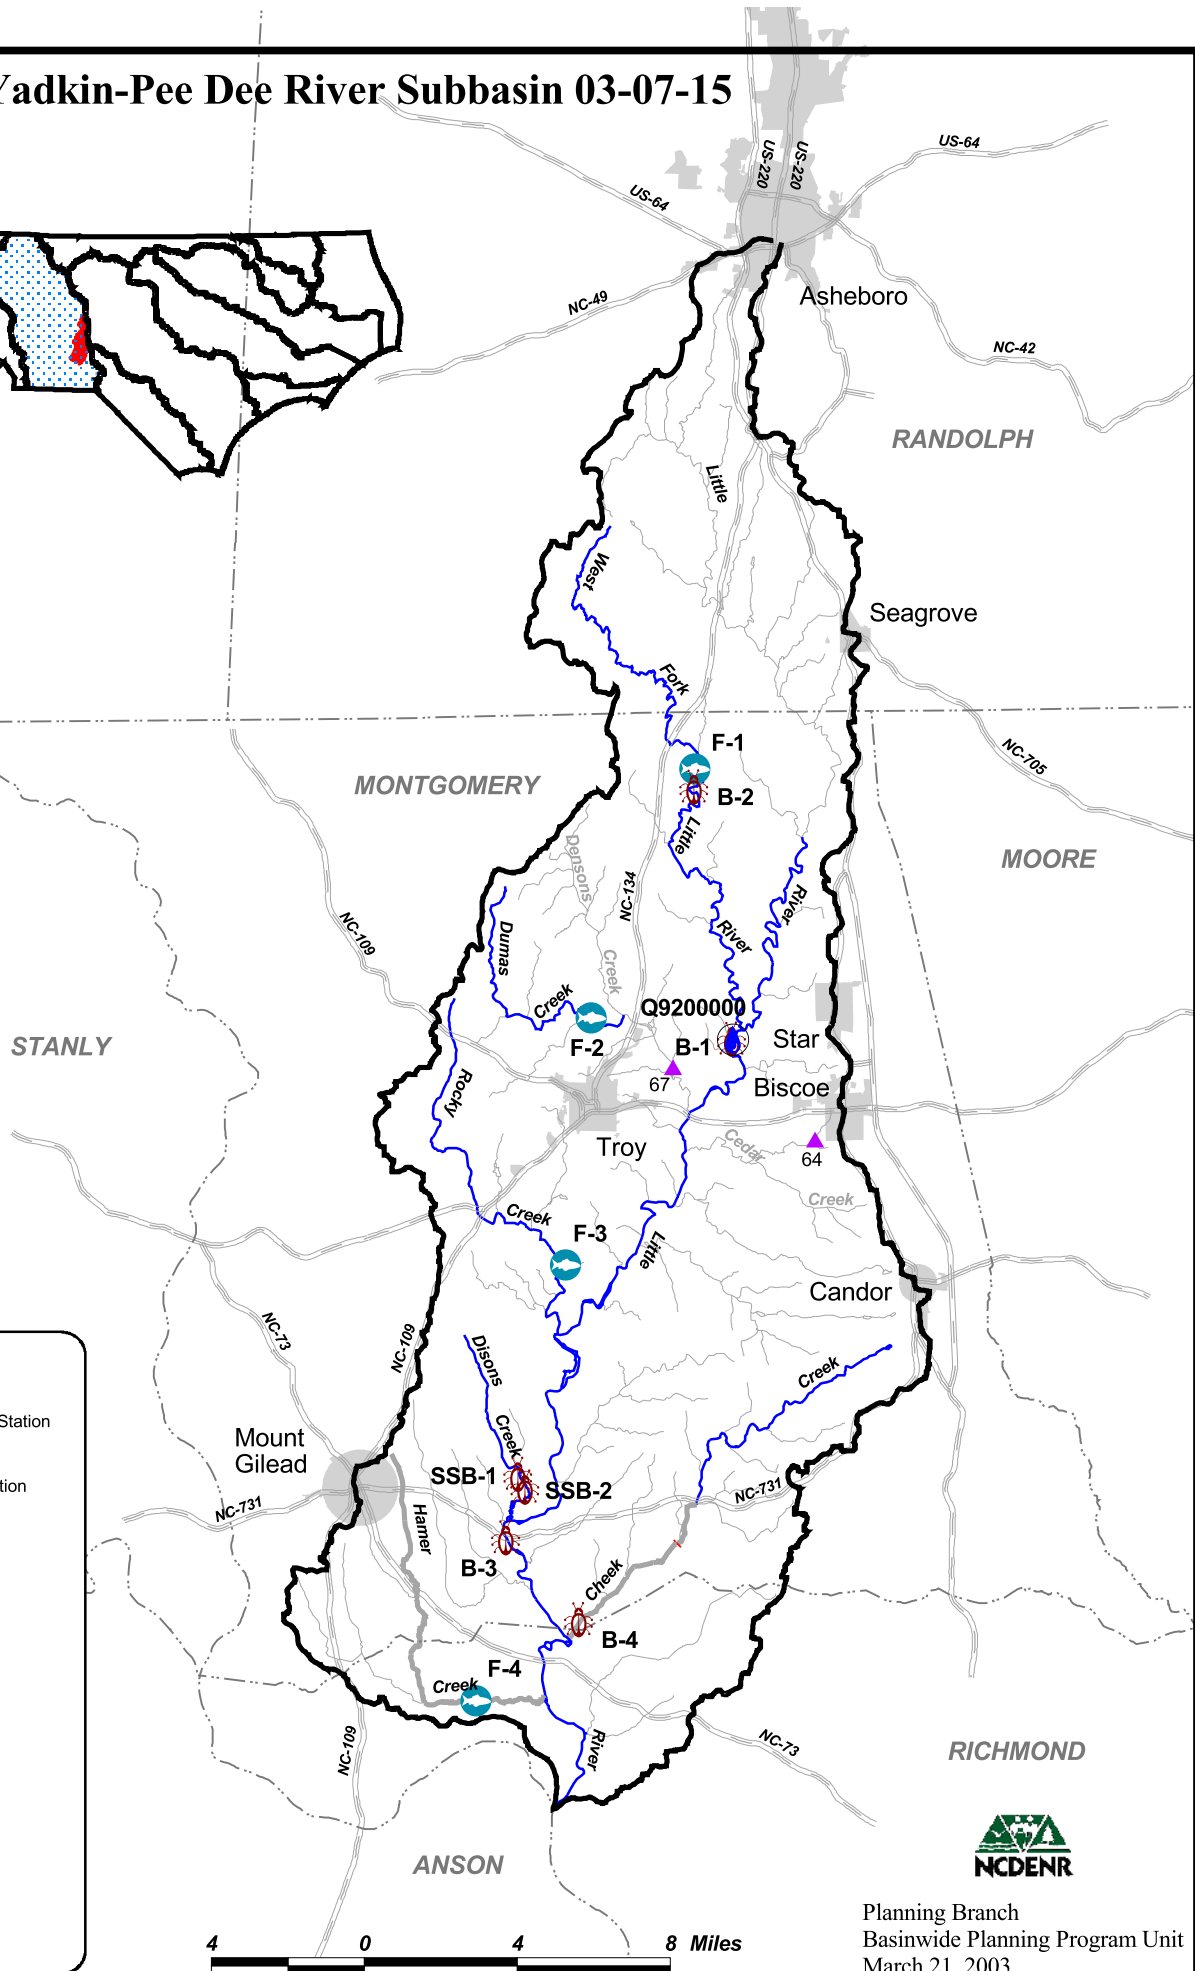 Yadkin-Pee Dee River Subbasin 03-07-15
US-64
US-220
US-220
US-64
NC-49
Asheboro
NC-42
RANDOLPH
Little
West
Seagrove
Fork
NC-705
F-1
MONTGOMERY
B-2
Little
Densons
MOORE
NC-134
River
NC-109
Dumas
River
Creek
Creek
Q9200000
STANLY
F-2
B-1
Star
67
Rocky
Biscoe
Troy
Cedar
64
Creek
Creek
F-3
Little
Candor
NC-73
NC-109
Disons
Creek
Station
Mount
Gilead
Creek
SSB-1
SSB-2
tion
NC-731
NC-731
Hamer
B-3
Cheek
B-4
F-4
Creek
NC-109
River
NC-73
RICHMOND
ANSON
NCDENR
Planning Branch
Basinwide Planning Program Unit
March 21, 2003
4 0 4 8 Miles